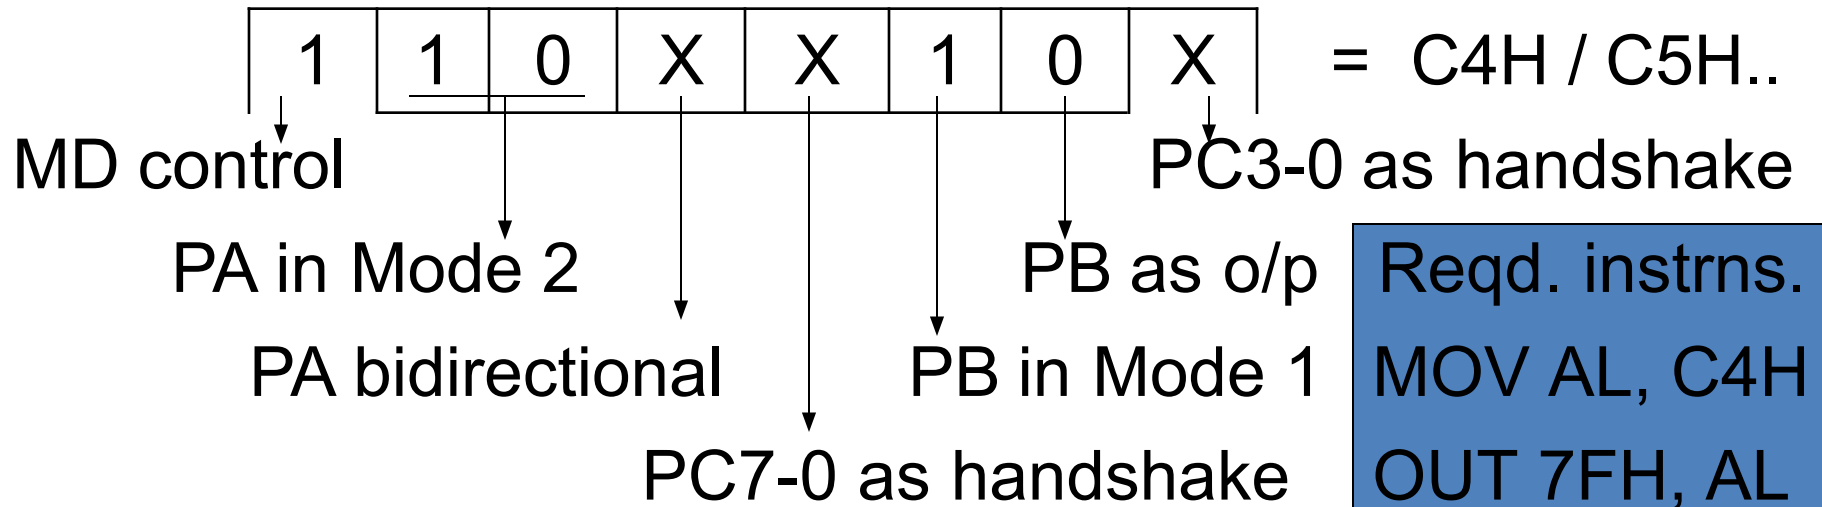 1 1 0 X X 1 0 X = C4H / C5H..
MD control PC3-0 as handshake
PA in Mode 2 PB as o/p Reqd. instrns.
PA bidirectional PB in Mode 1 MOV AL, C4H
PC7-0 as handshake OUT 7FH, AL